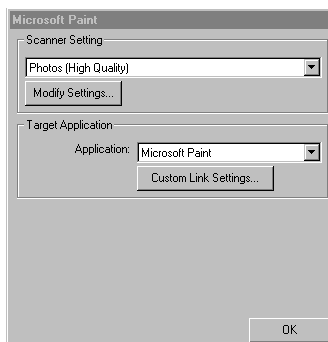 Microsoft Paint
Scanner Setting
Photos (High Quality)
Modify Settings...
Target Application
Application: Microsoft Paint
Custom Link Settings...
OK